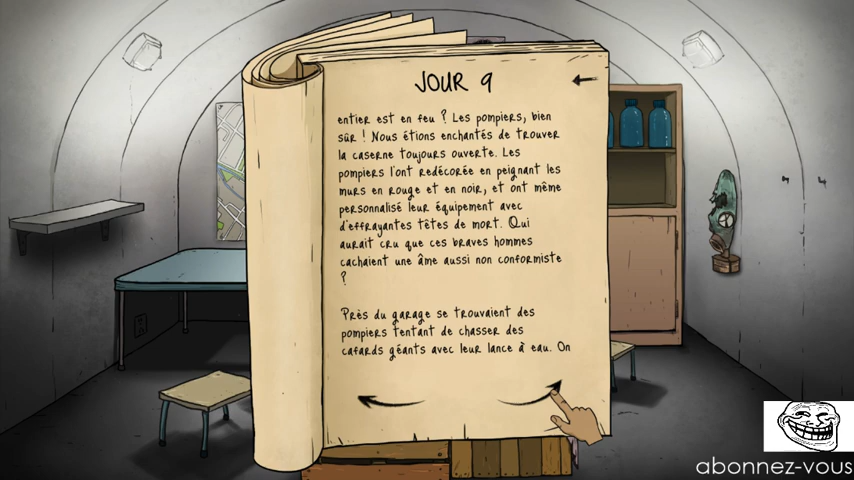 JOUR 9
entier est en feu ? Les pompiers, bien
sûr ! Nous étions enchantés de trouver
la caserne toujours ouverte. Les
pompiers l'ont redécorée en peignant les
murs en rouge et en noir, et ont même
personnalisé leur équipement avec
d'effrayantes têtes de mort. Qui
aurait cru que ces braves hommes
cachaient une âme aussi non conformiste
?
Près du garage se trouvaient des
pompiers tentant de chasser des
cafards géants avec leur lance à eau. On
abonnez-vous